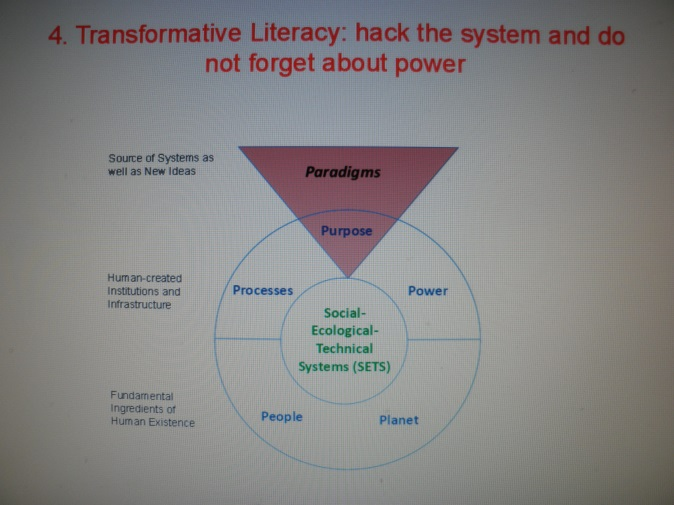 4. Transformative Literacy: hack the system and do
not forget about power
Source of Systems as
well as New Ideas
Paradigms
Purpose
Human-created
Institutions and
Infrastructure
Processes
Power
Social-
Ecological-
Technical
Systems (SETS)
Fundamental
Ingredients of
Human Existence
People
Planet